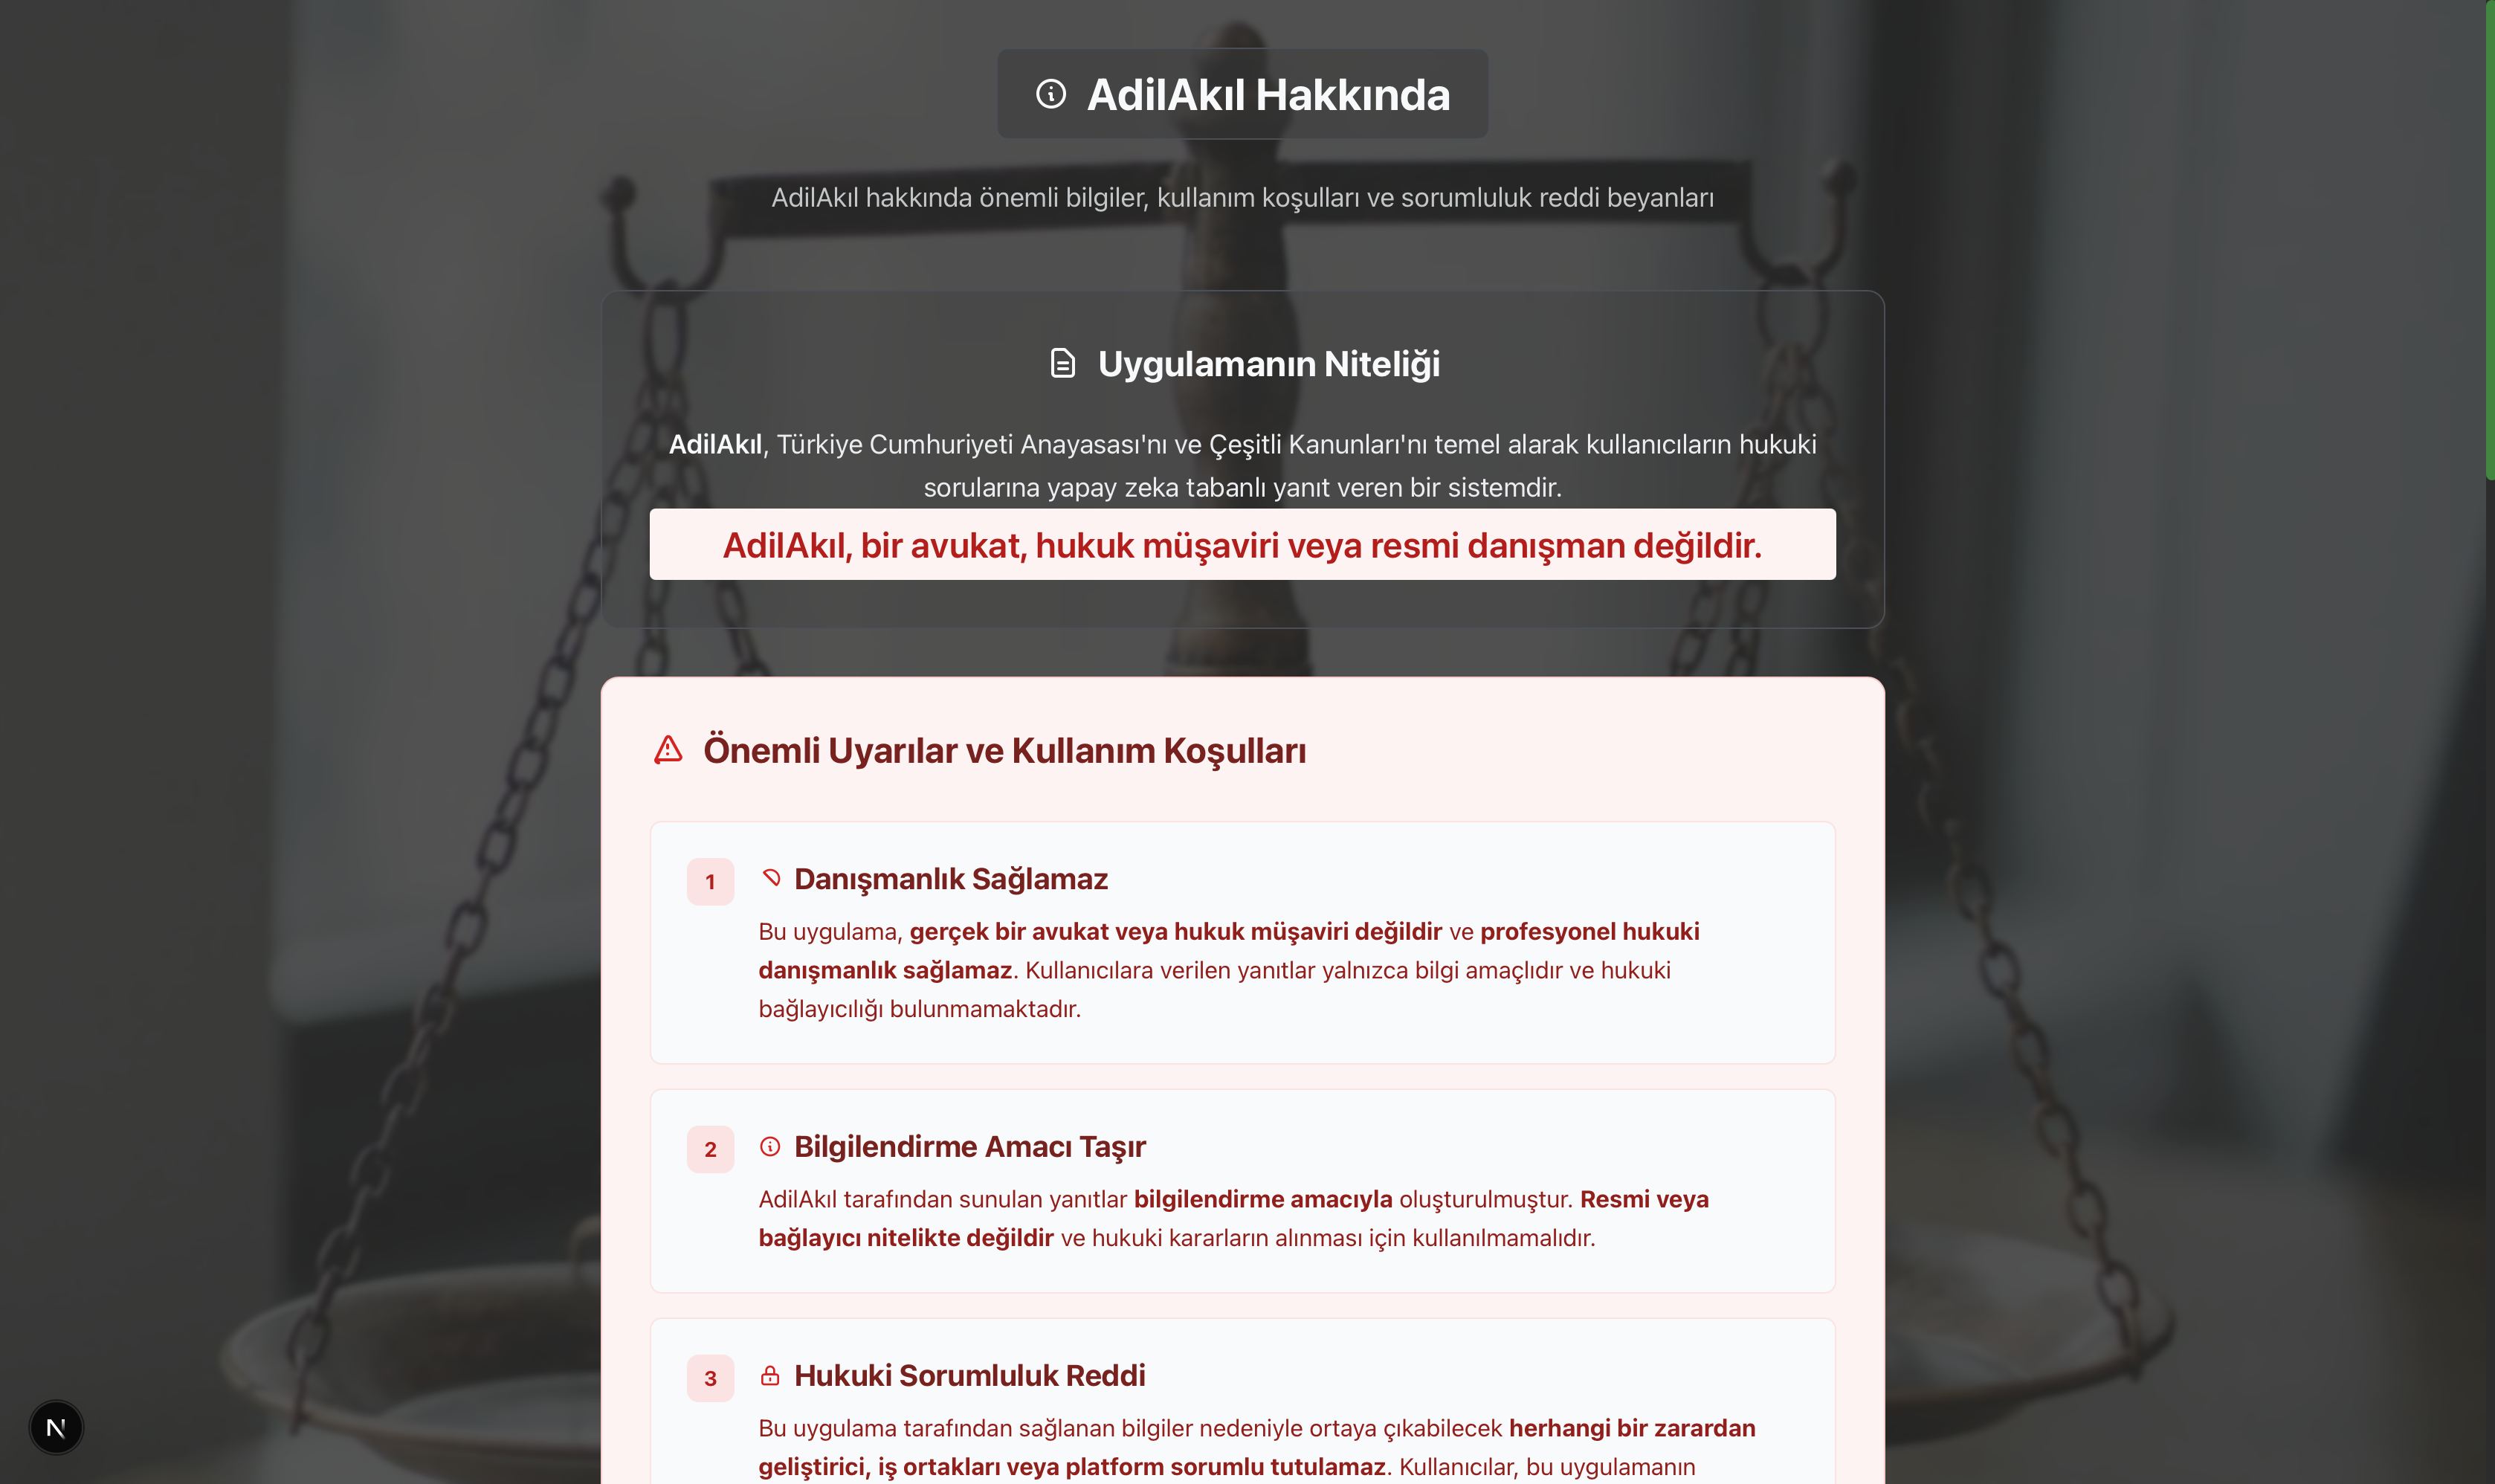 AdilAkıl Hakkında
AdilAkıl hakkında önemli bilgiler, kullanım koşulları ve sorumluluk reddi beyanları
Uygulamanın Niteliği
AdilAkıl, Türkiye Cumhuriyeti Anayasası'nı ve Çeşitli Kanunları'nı temel alarak kullanıcıların hukuki
sorularına yapay zeka tabanlı yanıt veren bir sistemdir.
AdilAkıl, bir avukat, hukuk müşaviri veya resmi danışman değildir.
Önemli Uyarılar ve Kullanım Koşulları
1
Danışmanlık Sağlamaz
Bu uygulama, gerçek bir avukat veya hukuk müşaviri değildir ve profesyonel hukuki
danışmanlık sağlamaz. Kullanıcılara verilen yanıtlar yalnızca bilgi amaçlıdır ve hukuki
bağlayıcılığı bulunmamaktadır.
2
Bilgilendirme Amacı Taşır
AdilAkıl tarafından sunulan yanıtlar bilgilendirme amacıyla oluşturulmuştur. Resmi veya
bağlayıcı nitelikte değildir ve hukuki kararların alınması için kullanılmamalıdır.
3
Hukuki Sorumluluk Reddi
Bu uygulama tarafından sağlanan bilgiler nedeniyle ortaya çıkabilecek herhangi bir zarardan
geliştirici, iş ortakları veya platform sorumlu tutulamaz. Kullanıcılar, bu uygulamanın
N